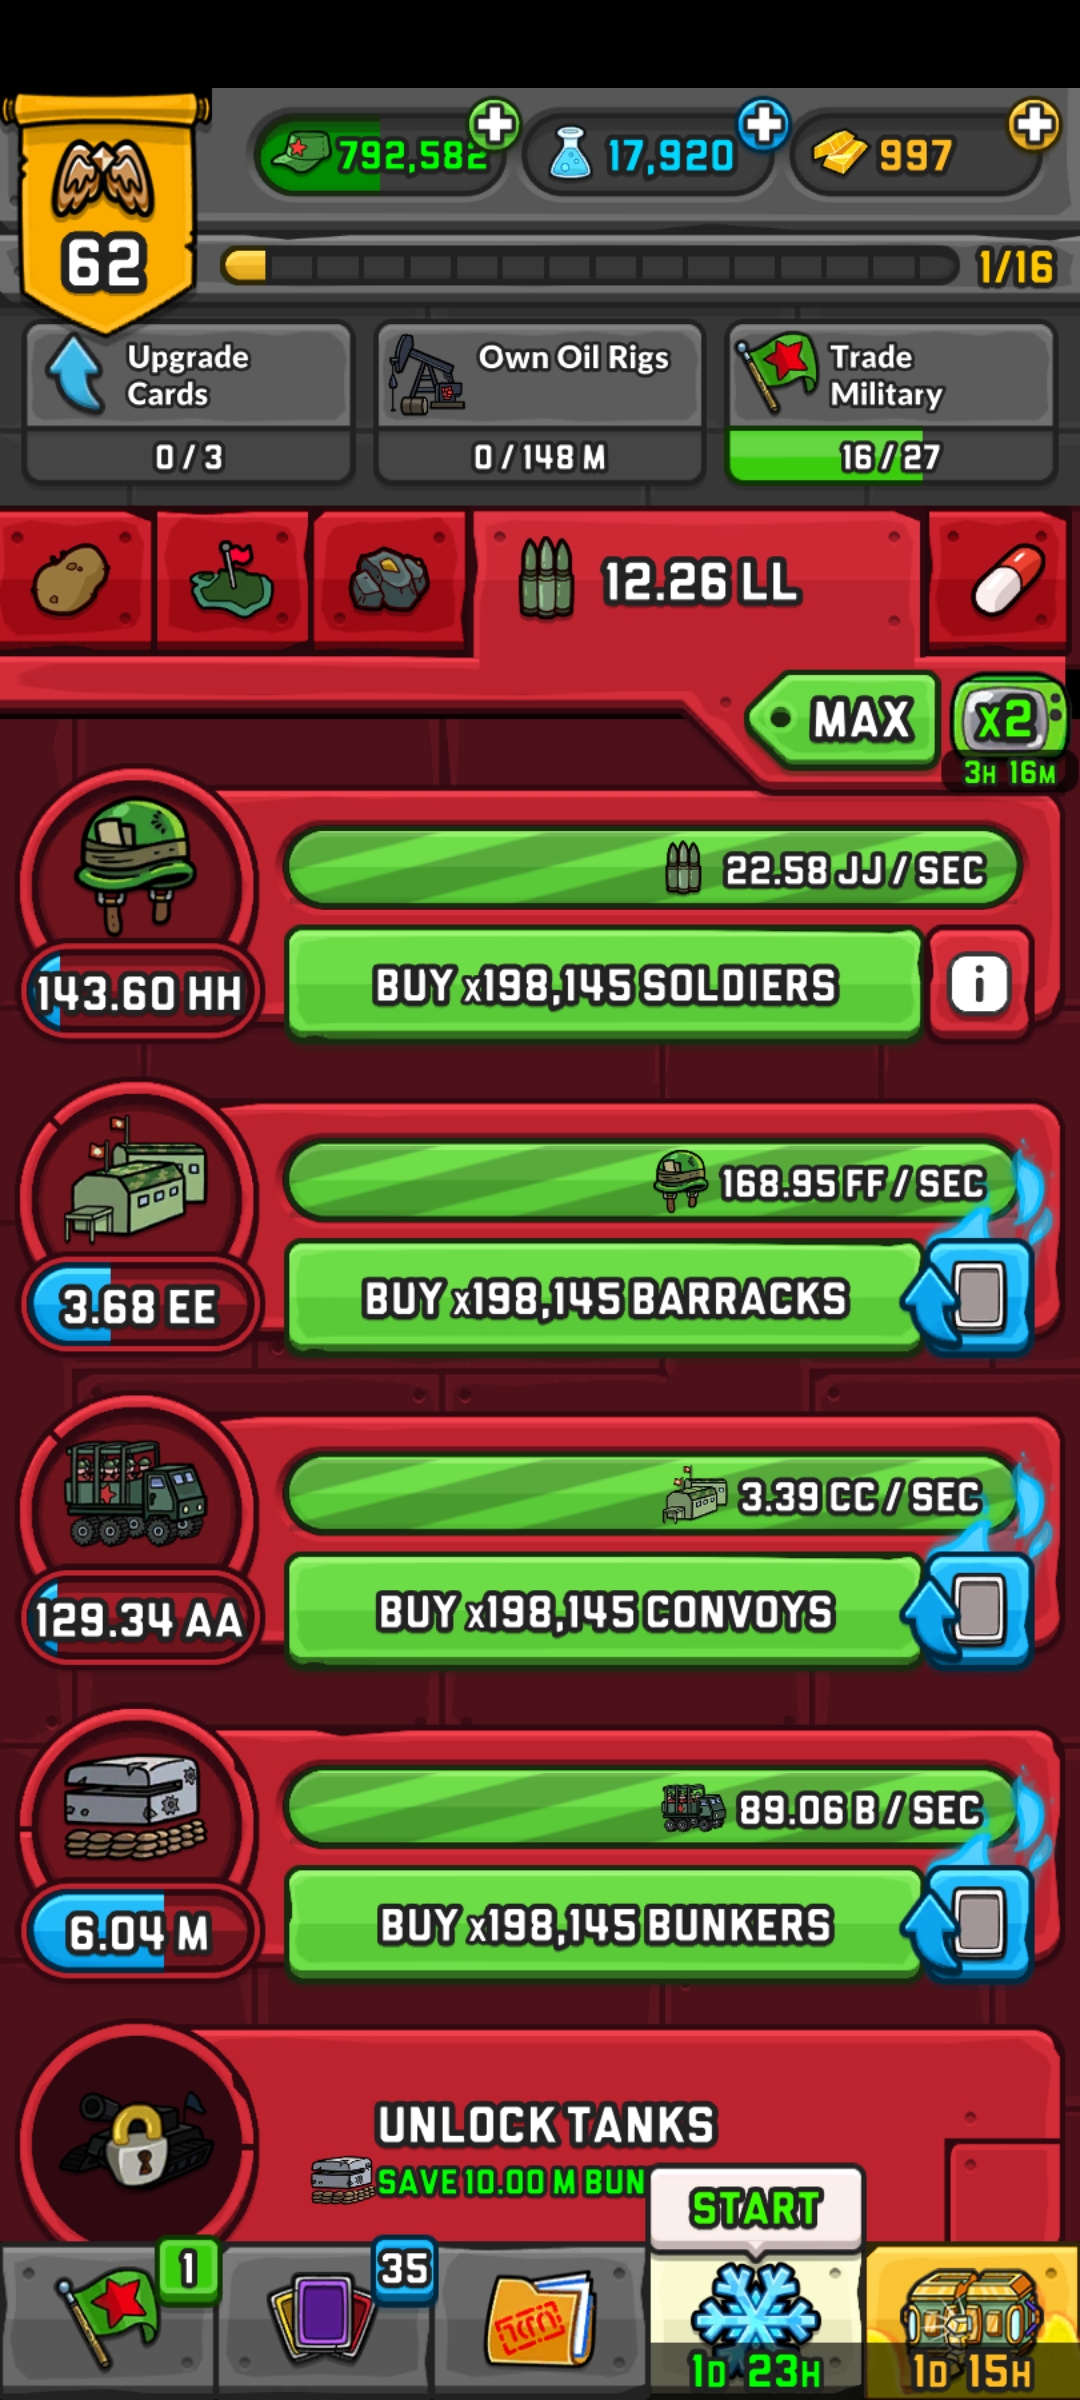 792,582
17,920
997
62
1/16
Upgrade
Cards
0 / 3
Own Oil Rigs
0 / 148 M
Trade
Military
16 / 27
12.26 LL
MAX
x2
3H 16M
22.58 JJ / SEC
143.60 HH
BUY x198,145 SOLDIERS
i
168.95 FF / SEC
3.68 EE
BUY x198,145 BARRACKS
3.39 CC / SEC
129.34 AA
BUY x198,145 CONVOYS
89.06 B / SEC
6.04 M
BUY x198,145 BUNKERS
UNLOCK TANKS
SAVE 10.00 M BUN
START
1
35
1D 23H
1D 15H